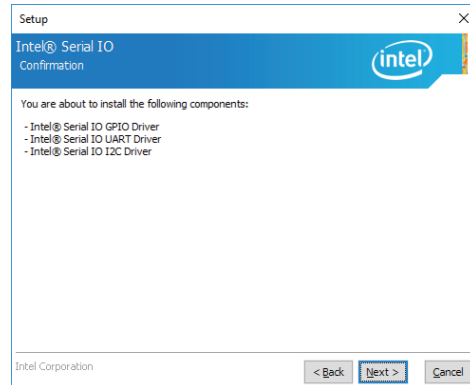 Setup
Intel® Serial IO
Confirmation
intel
You are about to install the following components:
- Intel® Serial IO GPIO Driver
- Intel® Serial IO UART Driver
- Intel® Serial IO I2C Driver
Intel Corporation
< Back Next > Cancel